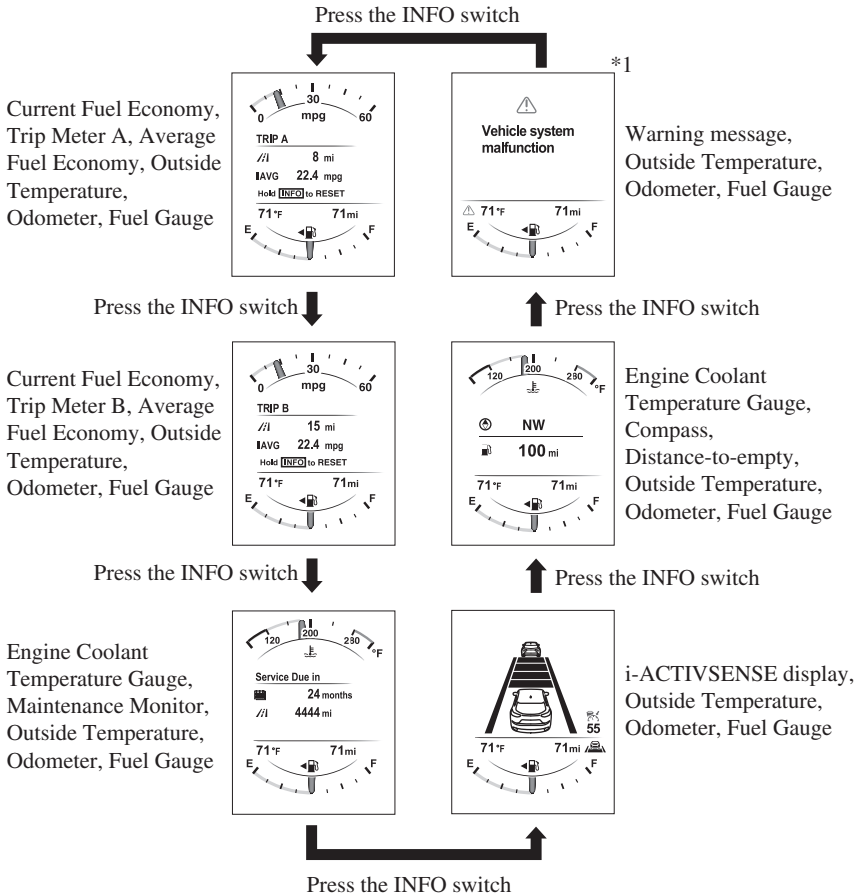 Press the INFO switch
Current Fuel Economy,
Trip Meter A, Average
Fuel Economy, Outside
Temperature,
Odometer, Fuel Gauge
0 30 60
mpg
TRIP A
8 mi
AVG 22.4 mpg
Hold INFO to RESET
71°F 71mi
E F
*1
Vehicle system
malfunction
71°F 71mi
E F
Warning message,
Outside Temperature,
Odometer, Fuel Gauge
Press the INFO switch
Press the INFO switch
Current Fuel Economy,
Trip Meter B, Average
Fuel Economy, Outside
Temperature,
Odometer, Fuel Gauge
0 30 60
mpg
TRIP B
15 mi
AVG 22.4 mpg
Hold INFO to RESET
71°F 71mi
E F
120 200 280 °F
NW
100 mi
71°F 71mi
E F
Engine Coolant
Temperature Gauge,
Compass,
Distance-to-empty,
Outside Temperature,
Odometer, Fuel Gauge
Press the INFO switch
Press the INFO switch
Engine Coolant
Temperature Gauge,
Maintenance Monitor,
Outside Temperature,
Odometer, Fuel Gauge
120 200 280 °F
Service Due in
24 months
4444 mi
71°F 71mi
E F
55
71°F 71mi
E F
i-ACTIVSENSE display,
Outside Temperature,
Odometer, Fuel Gauge
Press the INFO switch